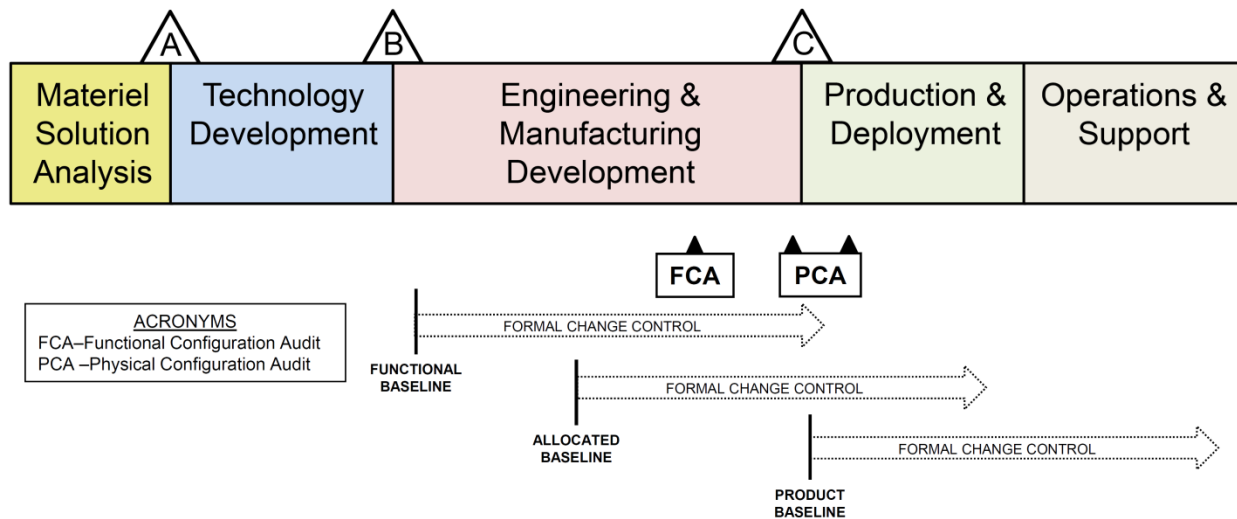 A
B
C
Materiel
Solution
Analysis
Technology
Development
Engineering &
Manufacturing
Development
Production &
Deployment
Operations &
Support
FCA
PCA
ACRONYMS
FCA–Functional Configuration Audit
PCA –Physical Configuration Audit
FORMAL CHANGE CONTROL
FUNCTIONAL
BASELINE
FORMAL CHANGE CONTROL
ALLOCATED
BASELINE
FORMAL CHANGE CONTROL
PRODUCT
BASELINE